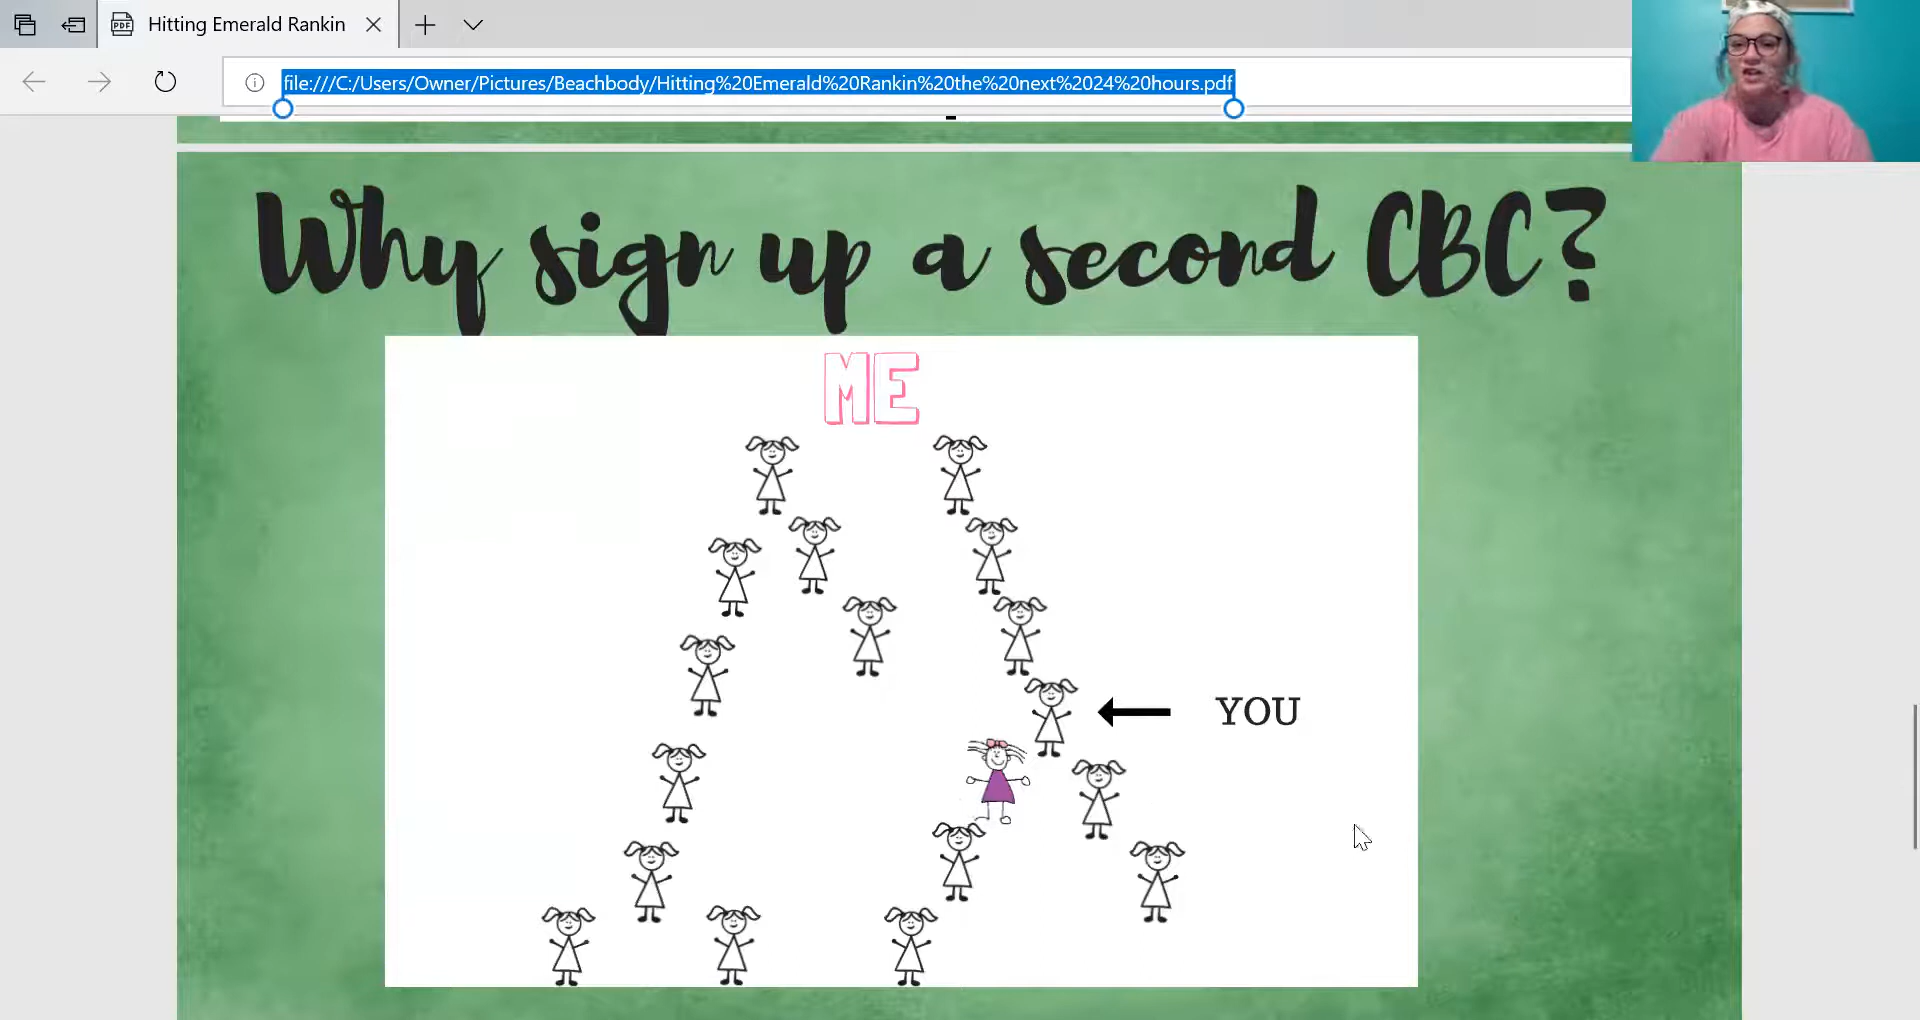 Hitting Emerald Rankin
file:///C:/Users/Owner/Pictures/Beachbody/Hitting%20Emerald%20Rankin%20the%20next%2024%20hours.pdf
Why sign up a second CBC?
ME
YOU